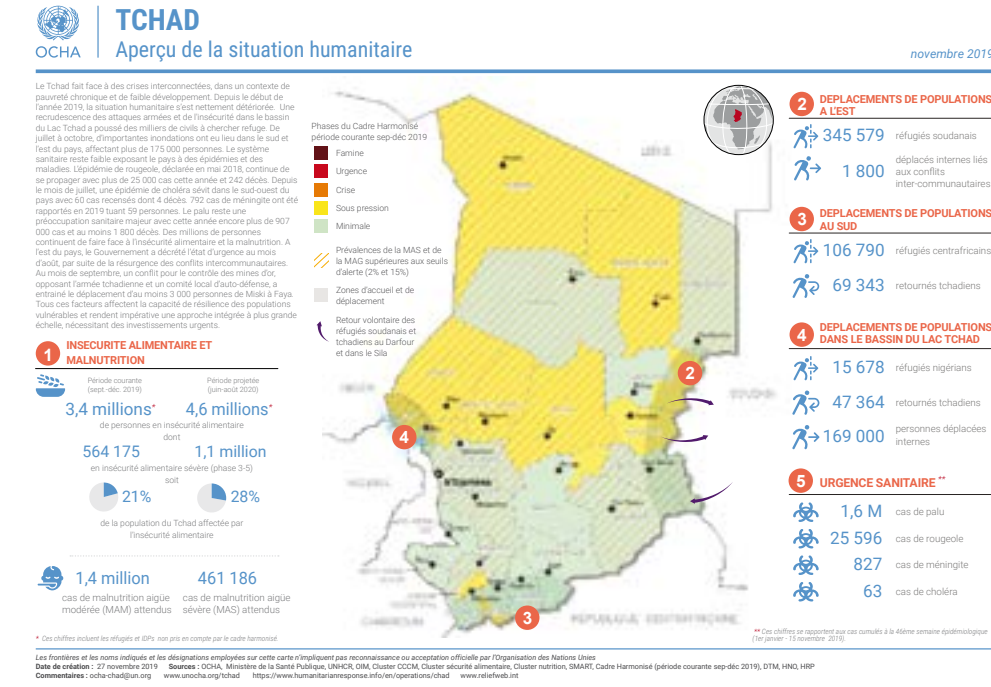 OCHA
TCHAD
Aperçu de la situation humanitaire
novembre 2019
Le Tchad fait face à des crises interconnectées, dans un contexte de
pauvreté chronique et de faible développement. Depuis le début de
l'année 2019, la situation humanitaire s'est nettement détériorée. Une
recrudescence des attaques armées et de l'insécurité dans le bassin
du Lac Tchad a poussé des milliers de civils à chercher refuge. De
juillet à octobre, d'importantes inondations ont eu lieu dans le sud et
l'est du pays, affectant plus de 175 000 personnes. Le système
sanitaire reste faible exposant le pays à des épidémies et des
maladies. L'épidémie de rougeole, déclarée en mai 2018, continue de
se propager avec plus de 25 000 cas cette année et 242 décès. Depuis
le mois de juillet, une épidémie de choléra sévit dans le sud-ouest du
pays avec 60 cas recensés dont 4 décès. 792 cas de méningite ont été
rapportés en 2019 tuant 59 personnes. Le palu reste une
préoccupation sanitaire majeur avec cette année encore plus de 907
000 cas et au moins 1 800 décès. Des millions de personnes
continuent de faire face à l'insécurité alimentaire et la malnutrition. A
l'est du pays, le Gouvernement a décrété l'état d'urgence au mois
d'août, par suite de la résurgence des conflits intercommunautaires.
Au mois de septembre, un conflit pour le contrôle des mines d'or,
opposant l'armée tchadienne et un comité local d'auto-défense, a
entraîné le déplacement d'au moins 3 000 personnes de Miski à Faya.
Tous ces facteurs affectent la capacité de résilience des populations
vulnérables et rendent impérative une approche intégrée à plus grande
échelle, nécessitant des investissements urgents.
1 INSECURITE ALIMENTAIRE ET
MALNUTRITION
Période courante
(sept.-déc. 2019)
Période projetée
(juin-août 2020)
3,4 millions* 4,6 millions*
de personnes en insécurité alimentaire
dont
564 175 1,1 million
en insécurité alimentaire sévère (phase 3-5)
soit
21% 28%
de la population du Tchad affectée par
l'insécurité alimentaire
1,4 million
cas de malnutrition aigüe
modérée (MAM) attendus
461 186
cas de malnutrition aigüe
sévère (MAS) attendus
* Ces chiffres incluent les réfugiés et IDPs non pris en compte par le cadre harmonisé.
Phases du Cadre Harmonisé
période courante sep-déc 2019
Famine
Urgence
Crise
Sous pression
Minimale
Prévalences de la MAS et de
la MAG supérieures aux seuils
d'alerte (2% et 15%)
Zones d'accueil et de
déplacement
Retour volontaire des
réfugiés soudanais et
tchadiens au Darfour
et dans le Sila
2
4
3
2 DEPLACEMENTS DE POPULATIONS
A L'EST
345 579 réfugiés soudanais
1 800 déplacés internes liés
aux conflits
inter-communautaires
3 DEPLACEMENTS DE POPULATIONS
AU SUD
106 790 réfugiés centrafricains
69 343 retournés tchadiens
4 DEPLACEMENTS DE POPULATIONS
DANS LE BASSIN DU LAC TCHAD
15 678 réfugiés nigérians
47 364 retournés tchadiens
169 000 personnes déplacées
internes
5 URGENCE SANITAIRE **
1,6 M cas de palu
25 596 cas de rougeole
827 cas de méningite
63 cas de choléra
** Ces chiffres se rapportent aux cas cumulés à la 46ème semaine épidémiologique
(1er janvier - 15 novembre 2019).
Les frontières et les noms indiqués et les désignations employées sur cette carte n'impliquent pas reconnaissance ou acceptation officielle par l'Organisation des Nations Unies
Date de création : 27 novembre 2019 Sources : OCHA, Ministère de la Santé Publique, UNHCR, OIM, Cluster CCCM, Cluster sécurité alimentaire, Cluster nutrition, SMART, Cadre Harmonisé (période courante sep-déc 2019), DTM, HNO, HRP
Commentaires : ocha-chad@un.org www.unocha.org/tchad https://www.humanitarianresponse.info/en/operations/chad www.reliefweb.int